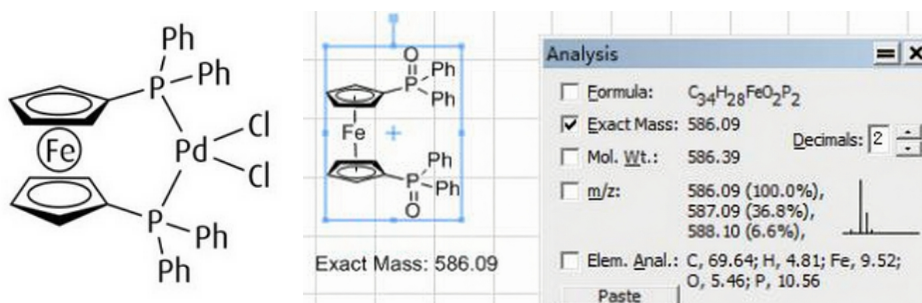 Ph
Ph
P
Fe
Pd
Cl
Cl
P
Ph
Ph
O
P
Ph
Ph
Fe
Ph
P
Ph
O
Exact Mass: 586.09
Analysis
Formula: C34H28FeO2P2
Exact Mass: 586.09
Decimals: 2
Mol. Wt.: 586.39
m/z: 586.09 (100.0%),
587.09 (36.8%),
588.10 (6.6%),
Elem. Anal.: C, 69.64; H, 4.81; Fe, 9.52;
O, 5.46; P, 10.56
Paste